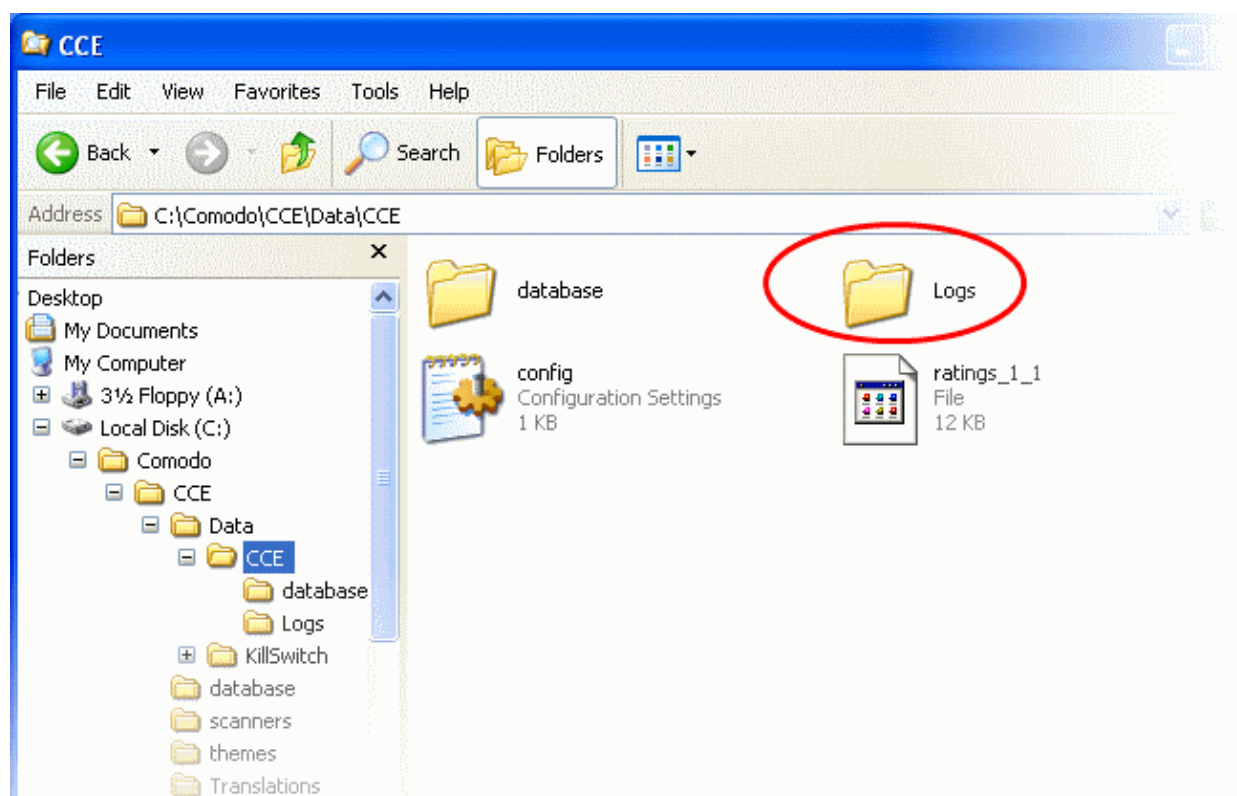 CCE
File Edit View Favorites Tools Help
Back Search Folders
Address C:\Comodo\CCE\Data\CCE
Folders
Desktop
My Documents
My Computer
3½ Floppy (A:)
Local Disk (C:)
Comodo
CCE
Data
CCE
database
Logs
KillSwitch
database
scanners
themes
Translations
database
Logs
config
Configuration Settings
1 KB
ratings_1_1
File
12 KB